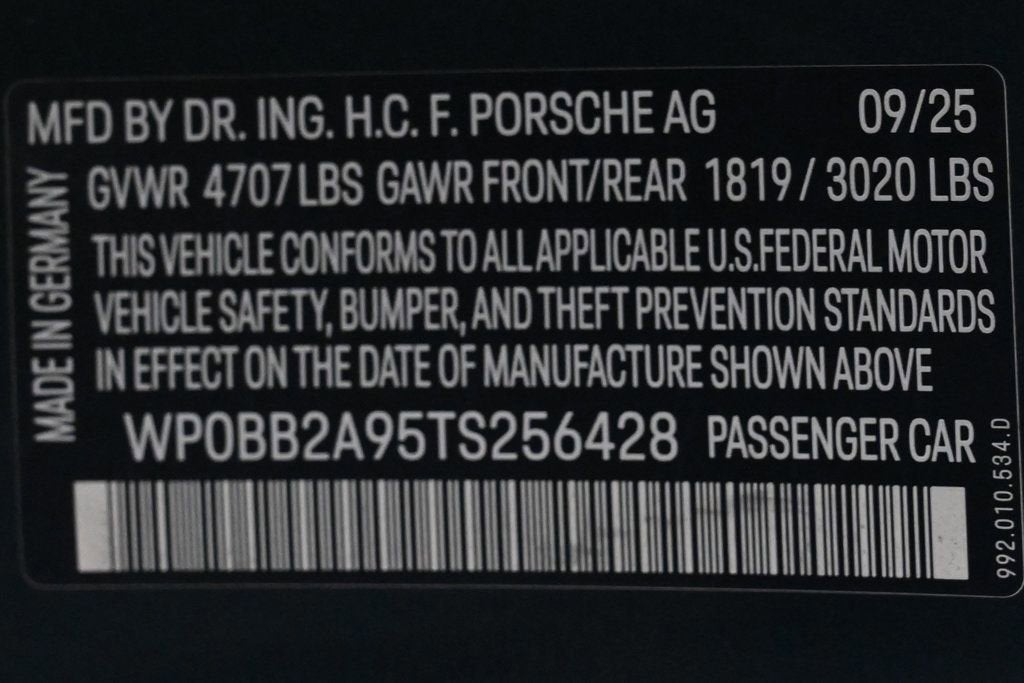 MFD BY DR. ING. H.C. F. PORSCHE AG 09/25
GVWR 4707 LBS GAWR FRONT/REAR 1819 / 3020 LBS
THIS VEHICLE CONFORMS TO ALL APPLICABLE U.S.FEDERAL MOTOR
VEHICLE SAFETY, BUMPER, AND THEFT PREVENTION STANDARDS
IN EFFECT ON THE DATE OF MANUFACTURE SHOWN ABOVE
WP0BB2A95TS256428 PASSENGER CAR
MADE IN GERMANY
992.010.534.D